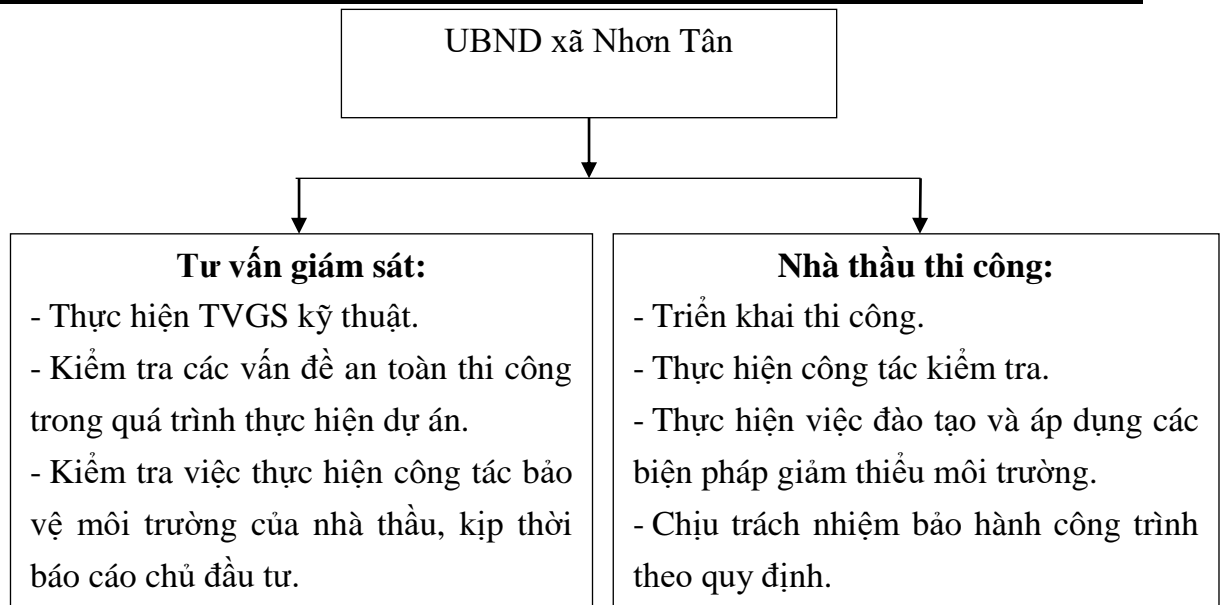 UBND xã Nhơn Tân
Tư vấn giám sát:
- Thực hiện TVGS kỹ thuật.
- Kiểm tra các vấn đề an toàn thi công
trong quá trình thực hiện dự án.
- Kiểm tra việc thực hiện công tác bảo
vệ môi trường của nhà thầu, kịp thời
báo cáo chủ đầu tư.
Nhà thầu thi công:
- Triển khai thi công.
- Thực hiện công tác kiểm tra.
- Thực hiện việc đào tạo và áp dụng các
biện pháp giảm thiểu môi trường.
- Chịu trách nhiệm bảo hành công trình
theo quy định.